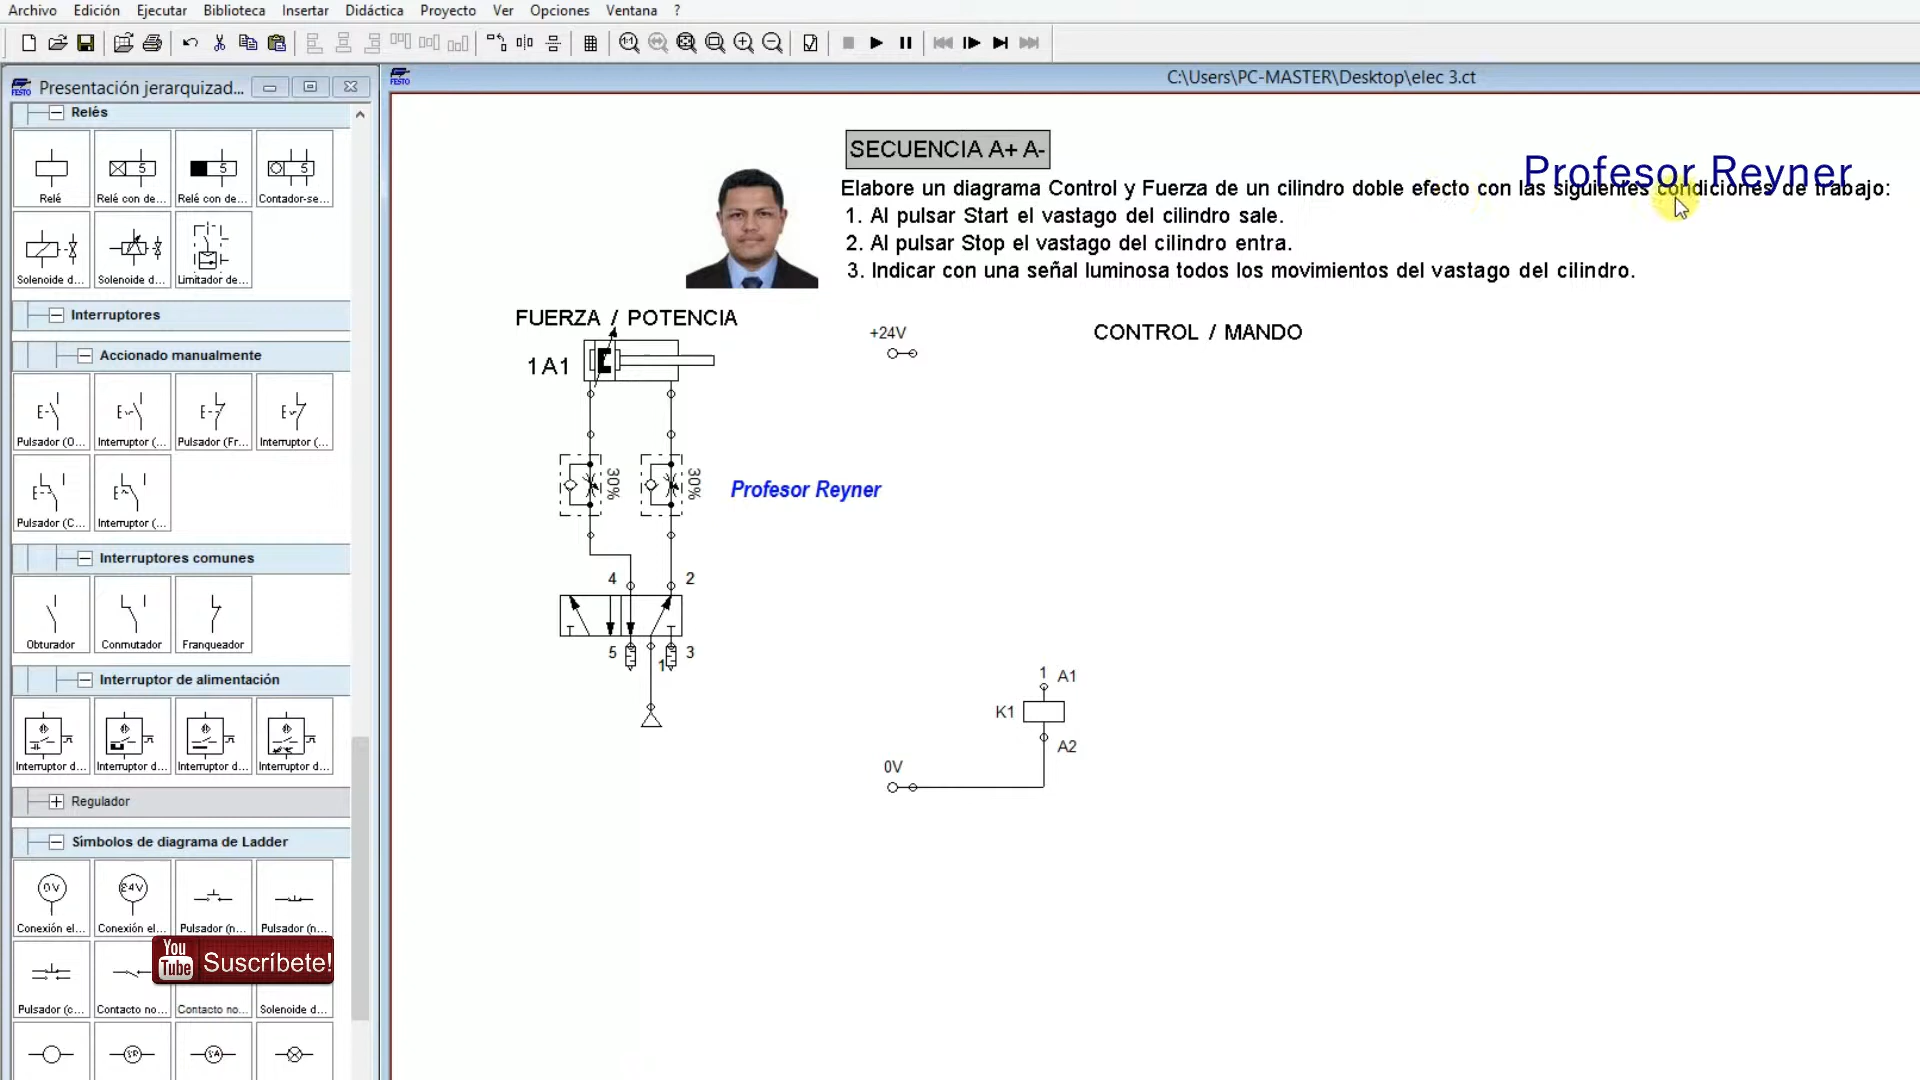 Archivo Edición Ejecutar Biblioteca Insertar Didáctica Proyecto Ver Opciones Ventana ?
FESTO Presentación jerarquizad...
FESTO C:\Users\PC-MASTER\Desktop\elec 3.ct
Relés
5 5 5
Relé Relé con de... Relé con de... Contador-se...
Solenoide d... Solenoide d... Limitador de...
Interruptores
Accionado manualmente
Pulsador (O... Interruptor (... Pulsador (Fr... Interruptor (...
Pulsador (C... Interruptor (...
Interruptores comunes
Obturador Conmutador Franqueador
Interruptor de alimentación
Interruptor d... Interruptor d... Interruptor d... Interruptor d...
Regulador
Símbolos de diagrama de Ladder
Conexión el... Conexión el... Pulsador (n... Pulsador (n...
You Tube Suscríbete!
Pulsador (c... Contacto no... Contacto no... Solenoide d...
SECUENCIA A+ A-
Profesor Reyner
Elabore un diagrama Control y Fuerza de un cilindro doble efecto con las siguientes condiciones de trabajo:
1. Al pulsar Start el vastago del cilindro sale.
2. Al pulsar Stop el vastago del cilindro entra.
3. Indicar con una señal luminosa todos los movimientos del vastago del cilindro.
FUERZA / POTENCIA
+24V
CONTROL / MANDO
1A1
30% 30%
Profesor Reyner
4 2
5 1 3
1 A1
K1
A2
0V